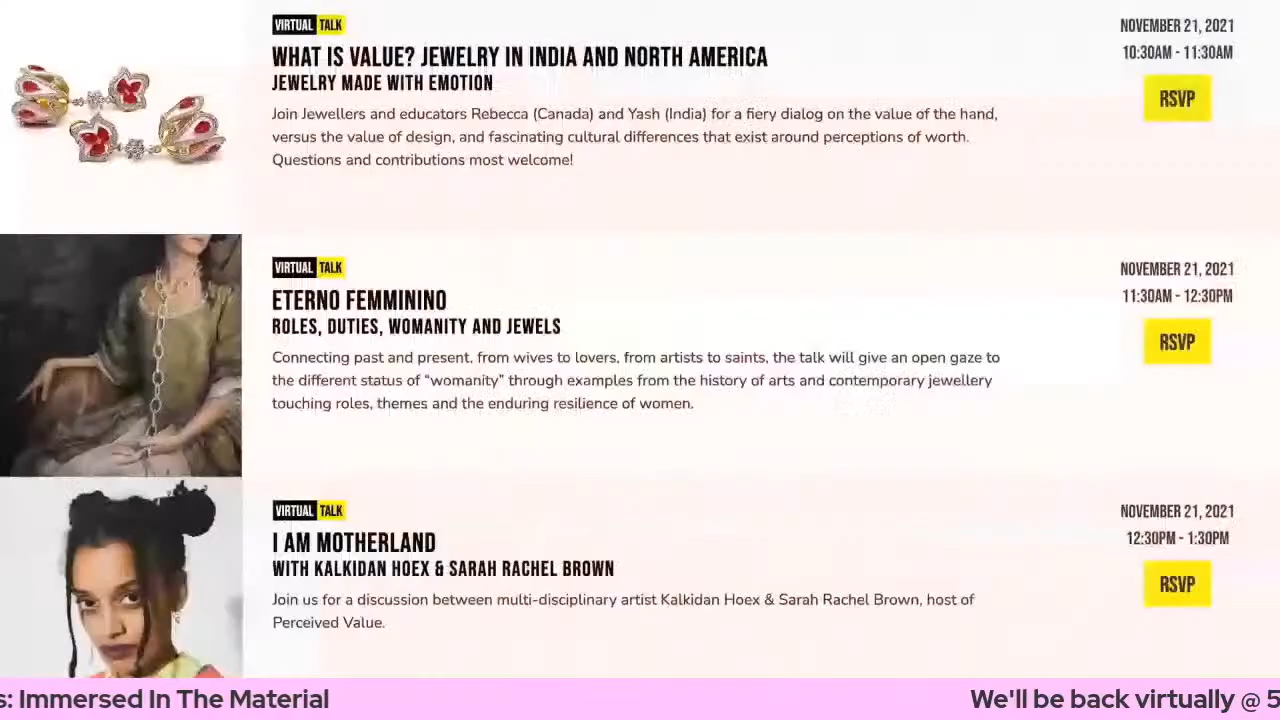 VIRTUAL TALK
WHAT IS VALUE? JEWELRY IN INDIA AND NORTH AMERICA
JEWELRY MADE WITH EMOTION
Join Jewellers and educators Rebecca (Canada) and Yash (India) for a fiery dialog on the value of the hand,
versus the value of design, and fascinating cultural differences that exist around perceptions of worth.
Questions and contributions most welcome!
NOVEMBER 21, 2021
10:30AM - 11:30AM
RSVP
VIRTUAL TALK
ETERNO FEMMININO
ROLES, DUTIES, WOMANITY AND JEWELS
Connecting past and present, from wives to lovers, from artists to saints, the talk will give an open gaze to
the different status of “womanity” through examples from the history of arts and contemporary jewellery
touching roles, themes and the enduring resilience of women.
NOVEMBER 21, 2021
11:30AM - 12:30PM
RSVP
VIRTUAL TALK
I AM MOTHERLAND
WITH KALKIDAN HOEX & SARAH RACHEL BROWN
Join us for a discussion between multi-disciplinary artist Kalkidan Hoex & Sarah Rachel Brown, host of
Perceived Value.
NOVEMBER 21, 2021
12:30PM - 1:30PM
RSVP
s: Immersed In The Material
We'll be back virtually @ 5